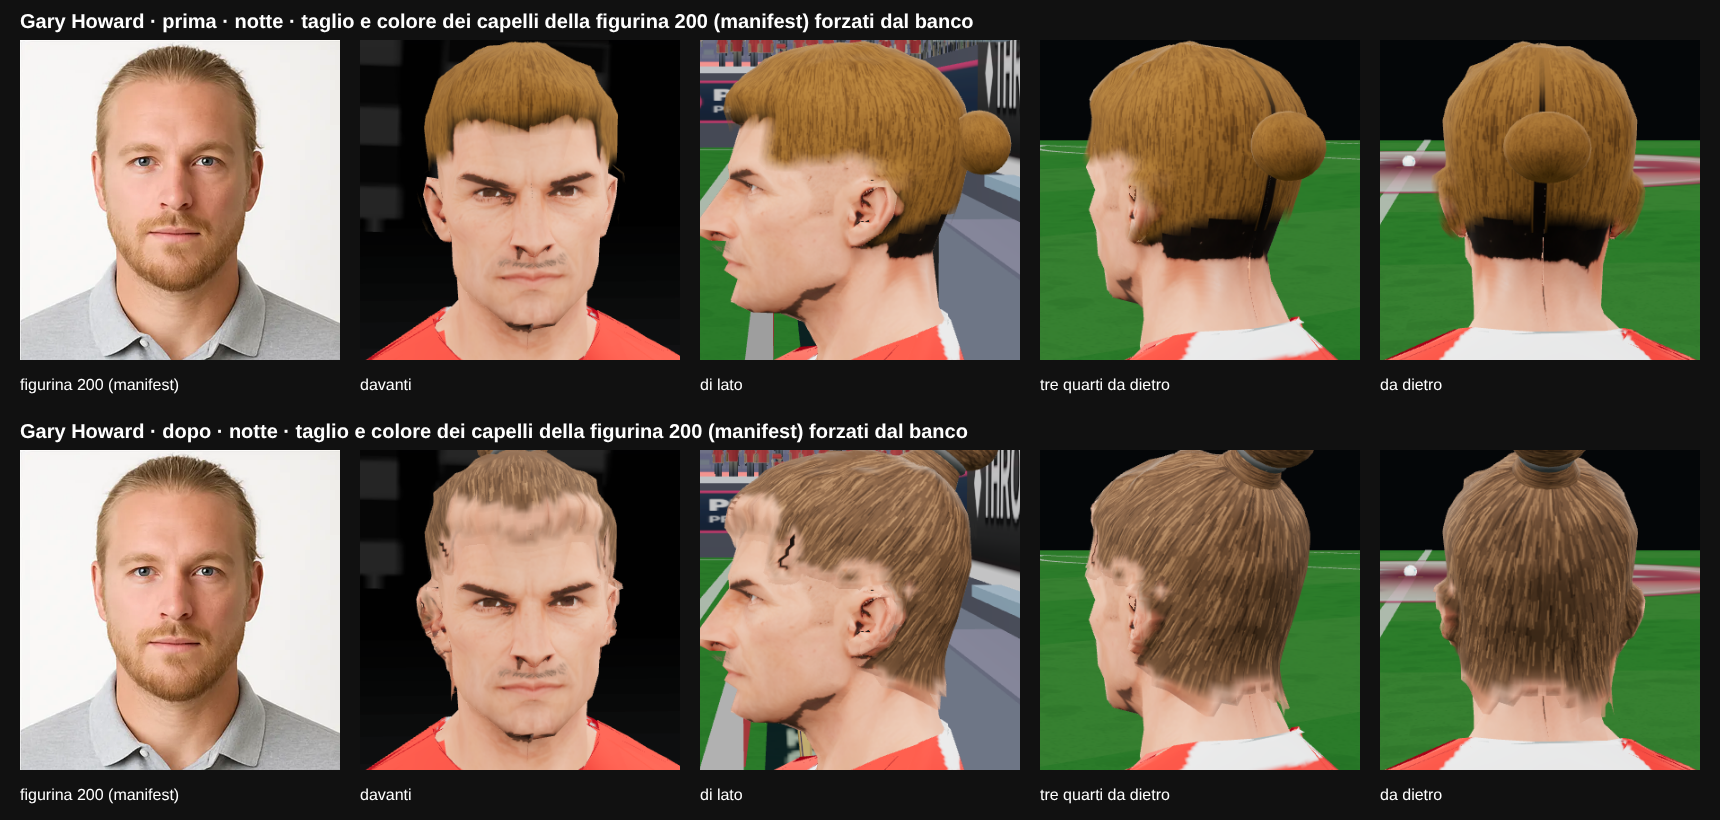 Gary Howard · prima · notte · taglio e colore dei capelli della figurina 200 (manifest) forzati dal banco
figurina 200 (manifest)
davanti
di lato
tre quarti da dietro
da dietro
Gary Howard · dopo · notte · taglio e colore dei capelli della figurina 200 (manifest) forzati dal banco
figurina 200 (manifest)
davanti
di lato
tre quarti da dietro
da dietro